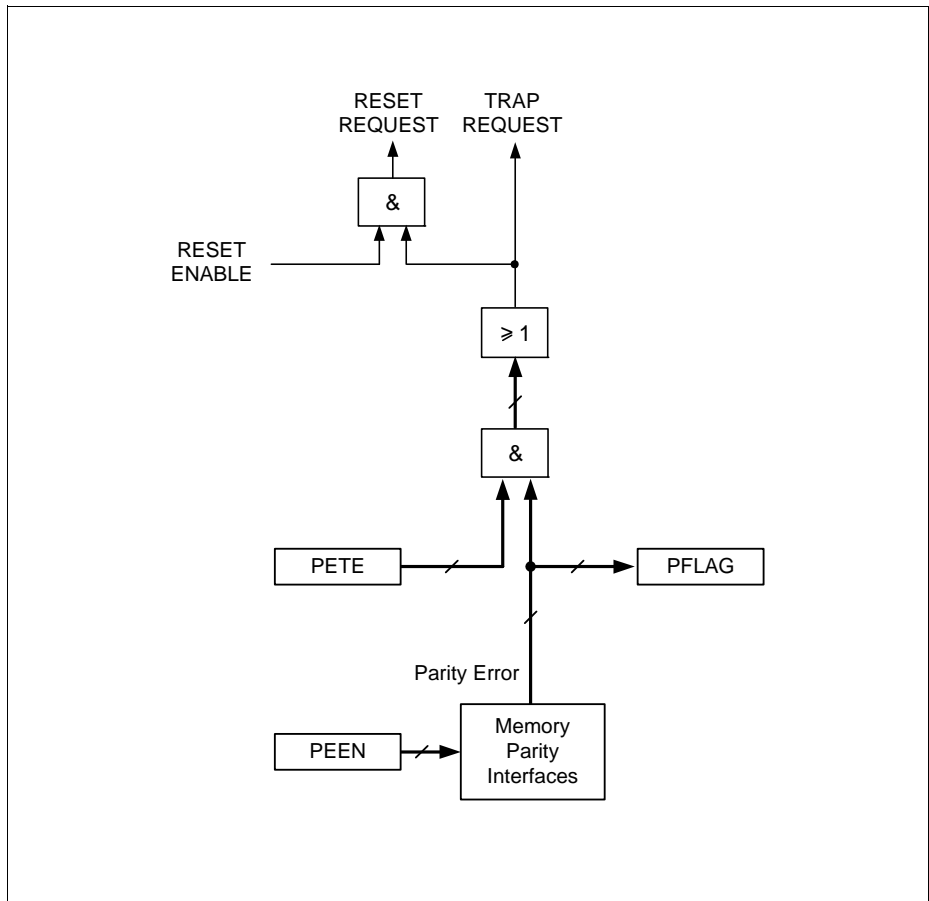 RESET
REQUEST
TRAP
REQUEST
&
RESET
ENABLE
⩾ 1
&
PETE
PFLAG
Parity Error
PEEN
Memory
Parity
Interfaces